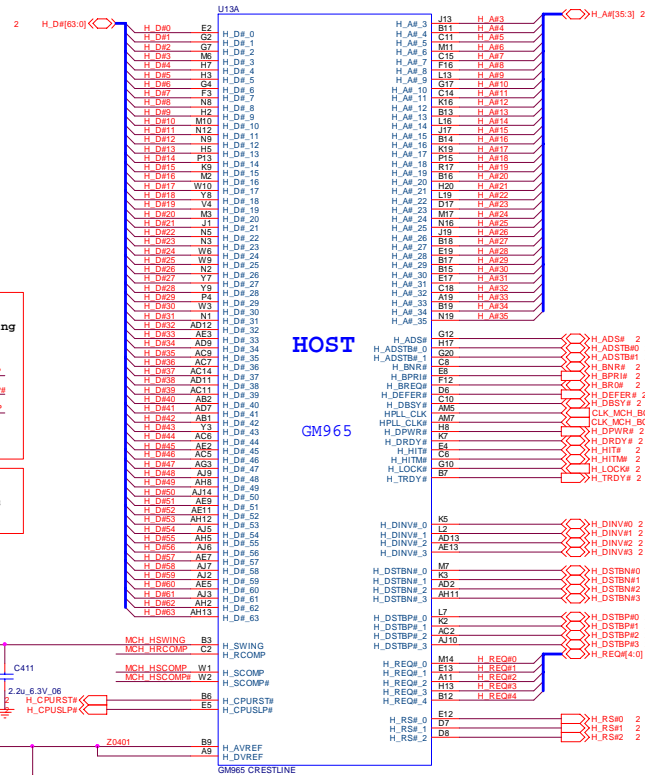 U13A
2 H_D#[63:0]
H_D#0 E2 H_D#_0
H_D#1 G2 H_D#_1
H_D#2 G7 H_D#_2
H_D#3 M6 H_D#_3
H_D#4 H7 H_D#_4
H_D#5 H3 H_D#_5
H_D#6 G4 H_D#_6
H_D#7 F3 H_D#_7
H_D#8 N8 H_D#_8
H_D#9 H2 H_D#_9
H_D#10 M10 H_D#_10
H_D#11 N12 H_D#_11
H_D#12 N9 H_D#_12
H_D#13 H5 H_D#_13
H_D#14 P13 H_D#_14
H_D#15 K9 H_D#_15
H_D#16 M2 H_D#_16
H_D#17 W10 H_D#_17
H_D#18 Y8 H_D#_18
H_D#19 V4 H_D#_19
H_D#20 M3 H_D#_20
H_D#21 J1 H_D#_21
H_D#22 N5 H_D#_22
H_D#23 N3 H_D#_23
H_D#24 W6 H_D#_24
H_D#25 W9 H_D#_25
H_D#26 N2 H_D#_26
H_D#27 Y7 H_D#_27
H_D#28 Y9 H_D#_28
H_D#29 P4 H_D#_29
H_D#30 W3 H_D#_30
H_D#31 N1 H_D#_31
H_D#32 AD12 H_D#_32
H_D#33 AE3 H_D#_33
H_D#34 AD9 H_D#_34
H_D#35 AC9 H_D#_35
H_D#36 AC7 H_D#_36
H_D#37 AC14 H_D#_37
H_D#38 AD11 H_D#_38
H_D#39 AC11 H_D#_39
H_D#40 AB2 H_D#_40
H_D#41 AD7 H_D#_41
H_D#42 AB1 H_D#_42
H_D#43 Y3 H_D#_43
H_D#44 AC6 H_D#_44
H_D#45 AE2 H_D#_45
H_D#46 AC5 H_D#_46
H_D#47 AG3 H_D#_47
H_D#48 AJ9 H_D#_48
H_D#49 AH8 H_D#_49
H_D#50 AJ14 H_D#_50
H_D#51 AE9 H_D#_51
H_D#52 AE11 H_D#_52
H_D#53 AH12 H_D#_53
H_D#54 AJ5 H_D#_54
H_D#55 AH5 H_D#_55
H_D#56 AJ6 H_D#_56
H_D#57 AE7 H_D#_57
H_D#58 AJ7 H_D#_58
H_D#59 AJ2 H_D#_59
H_D#60 AE5 H_D#_60
H_D#61 AJ3 H_D#_61
H_D#62 AH2 H_D#_62
H_D#63 AH13 H_D#_63
MCH_HSWING B3 H_SWING
MCH_HRCOMP C2 H_RCOMP
MCH_HSCOMP W1 H_SCOMP
MCH_HSCOMP# W2 H_SCOMP#
C411
2.2u_6.3V_06
2 H_CPURST# B6 H_CPURST#
2 H_CPUSLP# E5 H_CPUSLP#
Z0401 B9 H_AVREF
A9 H_DVREF
ng
HOST
GM965
H_A#[35:3] 2
H_A#_3 J13 H_A#3
H_A#_4 B11 H_A#4
H_A#_5 C11 H_A#5
H_A#_6 M11 H_A#6
H_A#_7 C15 H_A#7
H_A#_8 F16 H_A#8
H_A#_9 L13 H_A#9
H_A#_10 G17 H_A#10
H_A#_11 C14 H_A#11
H_A#_12 K16 H_A#12
H_A#_13 B13 H_A#13
H_A#_14 L16 H_A#14
H_A#_15 J17 H_A#15
H_A#_16 B14 H_A#16
H_A#_17 K19 H_A#17
H_A#_18 P15 H_A#18
H_A#_19 R17 H_A#19
H_A#_20 B16 H_A#20
H_A#_21 H20 H_A#21
H_A#_22 L19 H_A#22
H_A#_23 D17 H_A#23
H_A#_24 M17 H_A#24
H_A#_25 N16 H_A#25
H_A#_26 J19 H_A#26
H_A#_27 B18 H_A#27
H_A#_28 E19 H_A#28
H_A#_29 B17 H_A#29
H_A#_30 B15 H_A#30
H_A#_31 E17 H_A#31
H_A#_32 C18 H_A#32
H_A#_33 A19 H_A#33
H_A#_34 B19 H_A#34
H_A#_35 N19 H_A#35
H_ADS# G12 H_ADS# 2
H_ADSTB#_0 H17 H_ADSTB#0
H_ADSTB#_1 G20 H_ADSTB#1
H_BNR# C8 H_BNR# 2
H_BPRI# E8 H_BPRI# 2
H_BREQ# F12 H_BR0# 2
H_DEFER# D6 H_DEFER# 2
H_DBSY# C10 H_DBSY# 2
HPLL_CLK AM5 CLK_MCH_BC
HPLL_CLK# AM7 CLK_MCH_BC
H_DPWR# H8 H_DPWR# 2
H_DRDY# K7 H_DRDY# 2
H_HIT# E4 H_HIT# 2
H_HITM# C6 H_HITM# 2
H_LOCK# G10 H_LOCK# 2
H_TRDY# B7 H_TRDY# 2
H_DINV#_0 K5 H_DINV#0 2
H_DINV#_1 L2 H_DINV#1 2
H_DINV#_2 AD13 H_DINV#2 2
H_DINV#_3 AE13 H_DINV#3 2
H_DSTBN#_0 M7 H_DSTBN#0
H_DSTBN#_1 K3 H_DSTBN#1
H_DSTBN#_2 AD2 H_DSTBN#2
H_DSTBN#_3 AH11 H_DSTBN#3
H_DSTBP#_0 L7 H_DSTBP#0
H_DSTBP#_1 K2 H_DSTBP#1
H_DSTBP#_2 AC2 H_DSTBP#2
H_DSTBP#_3 AJ10 H_DSTBP#3
H_REQ#[4:0]
H_REQ#_0 M14 H_REQ#0
H_REQ#_1 E13 H_REQ#1
H_REQ#_2 A11 H_REQ#2
H_REQ#_3 H13 H_REQ#3
H_REQ#_4 B12 H_REQ#4
H_RS#_0 E12 H_RS#0 2
H_RS#_1 D7 H_RS#1 2
H_RS#_2 D8 H_RS#2 2
GM965 CRESTLINE